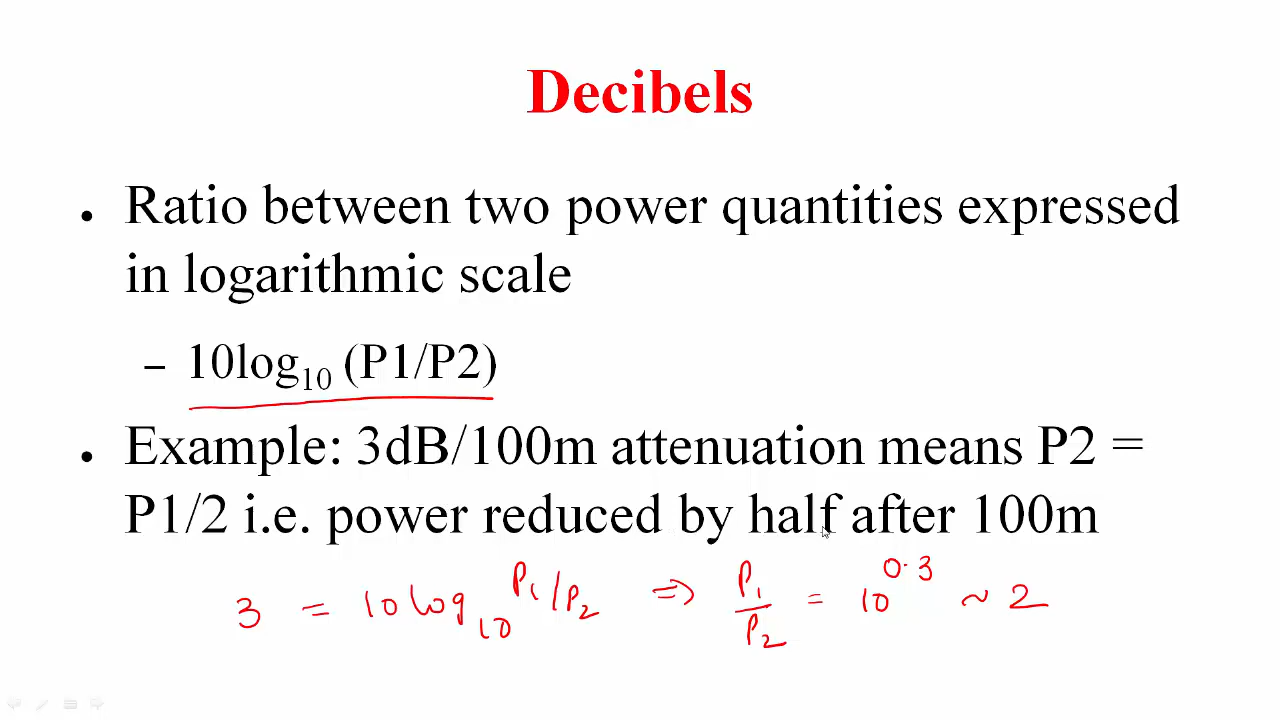 Decibels
• Ratio between two power quantities expressed
in logarithmic scale
– 10log₁₀ (P1/P2)
• Example: 3dB/100m attenuation means P2 =
P1/2 i.e. power reduced by half after 100m
3 = 10 log₁₀ P₁/P₂ ⇒ P₁/P₂ = 10^0.3 ~ 2